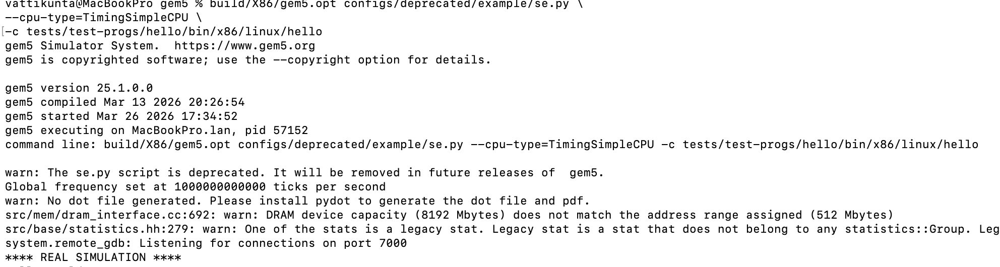 vattikunta@MacBookPro gem5 % build/X86/gem5.opt configs/deprecated/example/se.py \
--cpu-type=TimingSimpleCPU \
[-c tests/test-progs/hello/bin/x86/linux/hello
gem5 Simulator System.  https://www.gem5.org
gem5 is copyrighted software; use the --copyright option for details.

gem5 version 25.1.0.0
gem5 compiled Mar 13 2026 20:26:54
gem5 started Mar 26 2026 17:34:52
gem5 executing on MacBookPro.lan, pid 57152
command line: build/X86/gem5.opt configs/deprecated/example/se.py --cpu-type=TimingSimpleCPU -c tests/test-progs/hello/bin/x86/linux/hello

warn: The se.py script is deprecated. It will be removed in future releases of  gem5.
Global frequency set at 1000000000000 ticks per second
warn: No dot file generated. Please install pydot to generate the dot file and pdf.
src/mem/dram_interface.cc:692: warn: DRAM device capacity (8192 Mbytes) does not match the address range assigned (512 Mbytes)
src/base/statistics.hh:279: warn: One of the stats is a legacy stat. Legacy stat is a stat that does not belong to any statistics::Group. Leg
system.remote_gdb: Listening for connections on port 7000
**** REAL SIMULATION ****